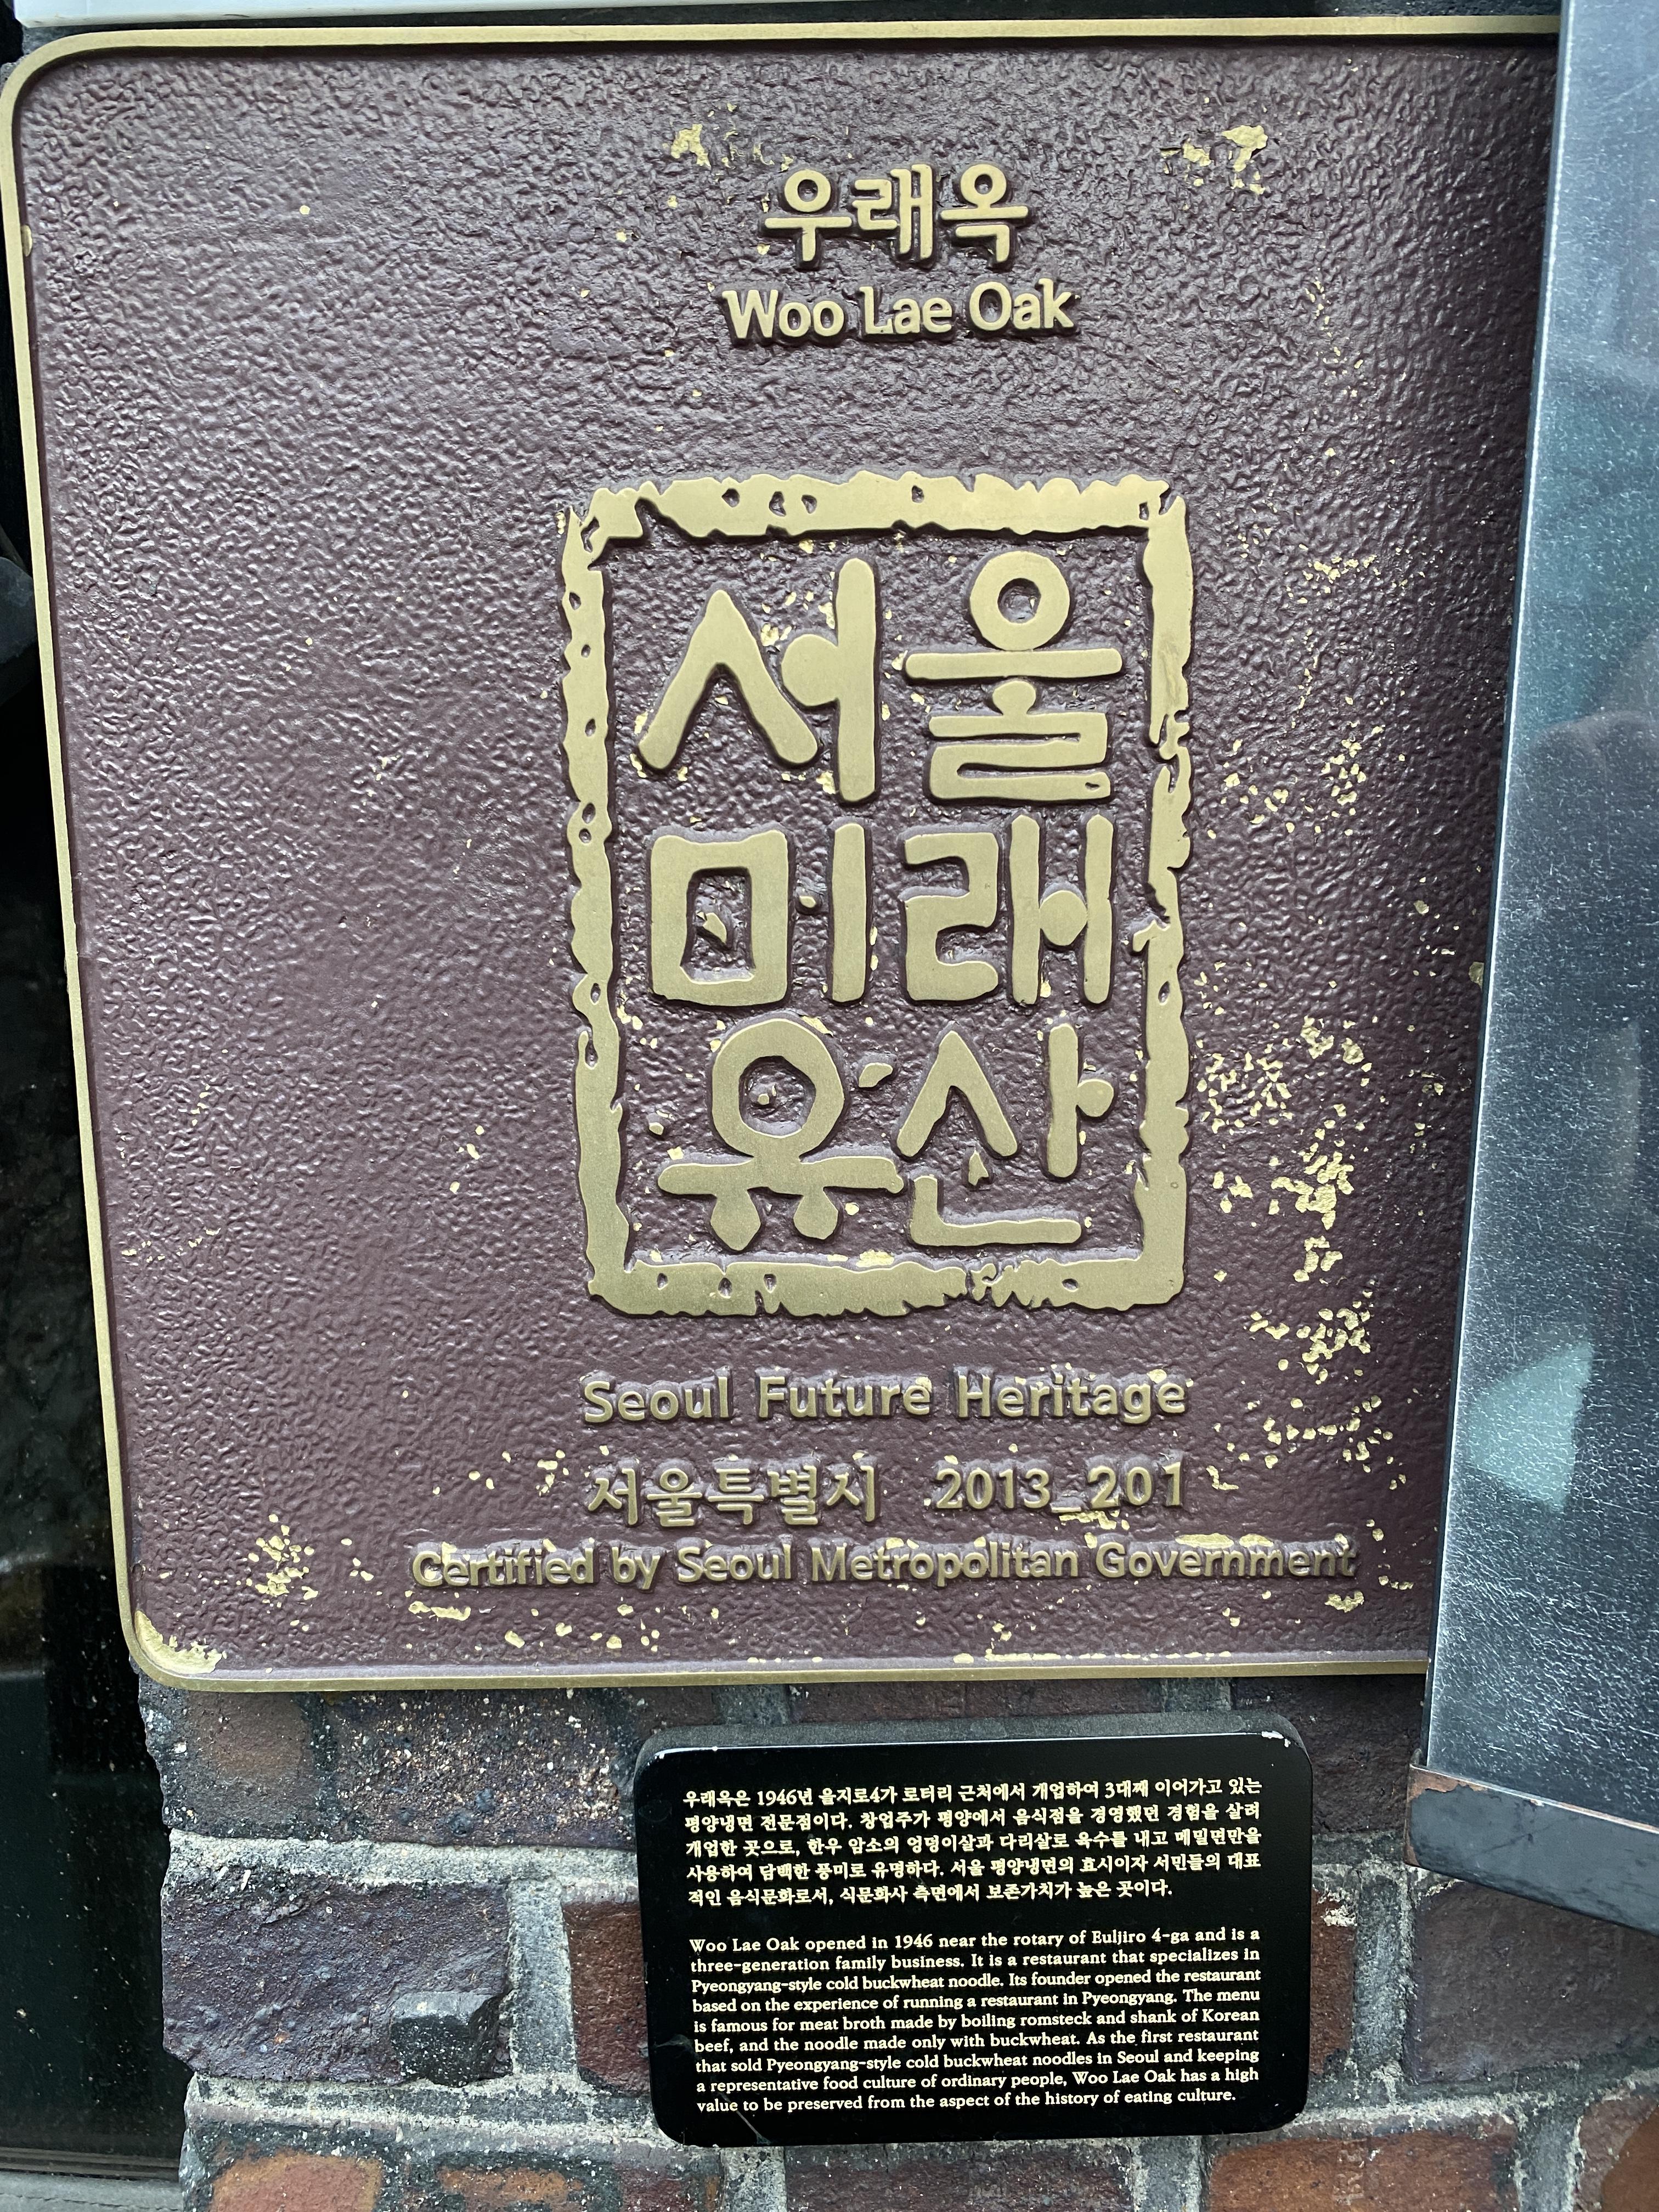 우래옥
Woo Lae Oak
서울
미래
유산
Seoul Future Heritage
서울특별시 2013_201
Certified by Seoul Metropolitan Government
우래옥은 1946년 을지로4가 로터리 근처에서 개업하여 3대째 이어가고 있는
평양냉면 전문점이다. 창업주가 평양에서 음식점을 경영했던 경험을 살려
개업한 곳으로, 한우 암소의 엉덩이살과 다리살로 육수를 내고 메밀면만을
사용하여 담백한 풍미로 유명하다. 서울 평양냉면의 효시이자 서민들의 대표
적인 음식문화로서, 식문화사 측면에서 보존가치가 높은 곳이다.
Woo Lae Oak opened in 1946 near the rotary of Euljiro 4-ga and is a
three-generation family business. It is a restaurant that specializes in
Pyeongyang-style cold buckwheat noodle. Its founder opened the restaurant
based on the experience of running a restaurant in Pyeongyang. The menu
is famous for meat broth made by boiling romsteck and shank of Korean
beef, and the noodle made only with buckwheat. As the first restaurant
that sold Pyeongyang-style cold buckwheat noodles in Seoul and keeping
a representative food culture of ordinary people, Woo Lae Oak has a high
value to be preserved from the aspect of the history of eating culture.